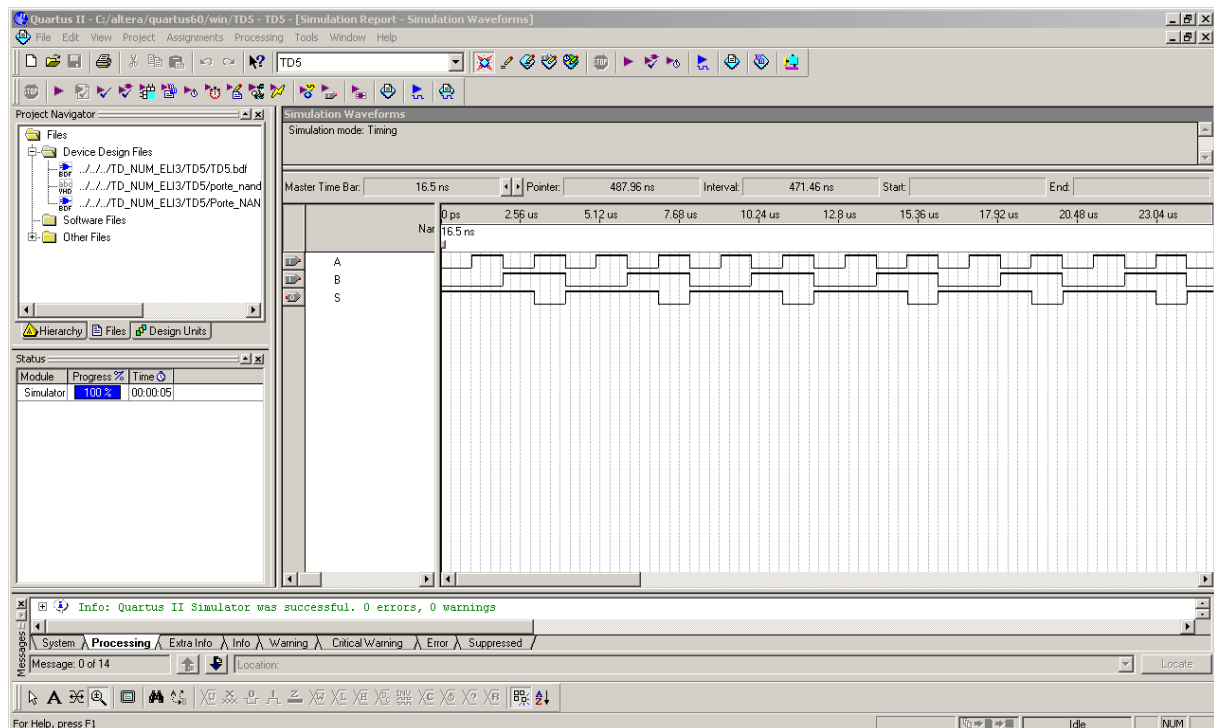 Quartus II - C:/altera/quartus60/win/TD5 - TD5 - [Simulation Report - Simulation Waveforms]
File Edit View Project Assignments Processing Tools Window Help
TD5
Project Navigator
Simulation Waveforms
Simulation mode: Timing
Files
Device Design Files
../../../TD_NUM_ELI3/TD5/TD5.bdf
../../../TD_NUM_ELI3/TD5/porte_nand
../../../TD_NUM_ELI3/TD5/Porte_NAN
Software Files
Other Files
Hierarchy Files Design Units
Master Time Bar: 16.5 ns Pointer: 487.96 ns Interval: 471.46 ns Start: End:
Nar
0 ps 2.56 us 5.12 us 7.68 us 10.24 us 12.8 us 15.36 us 17.92 us 20.48 us 23.04 us
16.5 ns
A
B
S
Status
Module Progress % Time
Simulator 100 % 00:00:05
Info: Quartus II Simulator was successful. 0 errors, 0 warnings
System Processing Extra Info Info Warning Critical Warning Error Suppressed
Messages
Message: 0 of 14 Location: Locate
For Help, press F1 Idle NUM